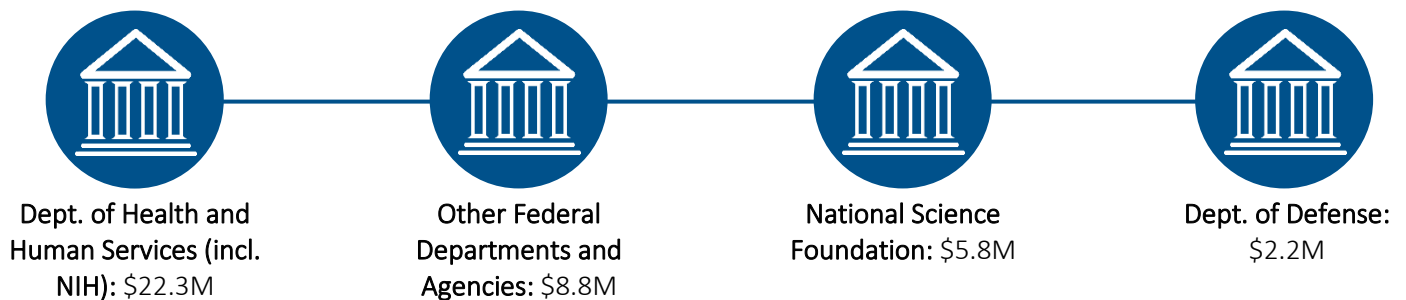 Dept. of Health and
Human Services (incl.
NIH): $22.3M
Other Federal
Departments and
Agencies: $8.8M
National Science
Foundation: $5.8M
Dept. of Defense:
$2.2M